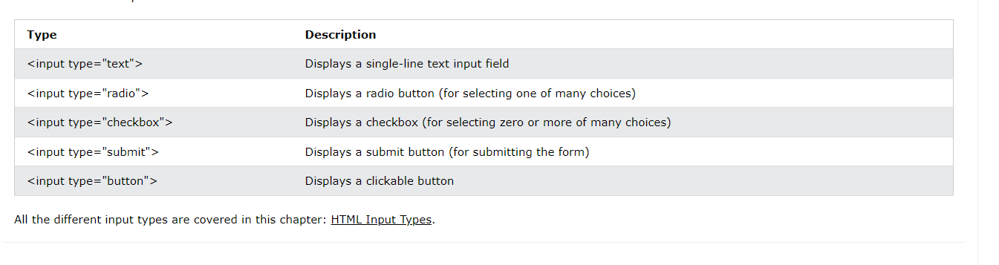 Type Description
<input type="text"> Displays a single-line text input field
<input type="radio"> Displays a radio button (for selecting one of many choices)
<input type="checkbox"> Displays a checkbox (for selecting zero or more of many choices)
<input type="submit"> Displays a submit button (for submitting the form)
<input type="button"> Displays a clickable button
All the different input types are covered in this chapter: HTML Input Types.